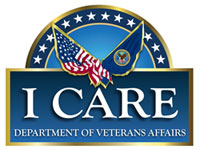 I CARE
DEPARTMENT OF VETERANS AFFAIRS